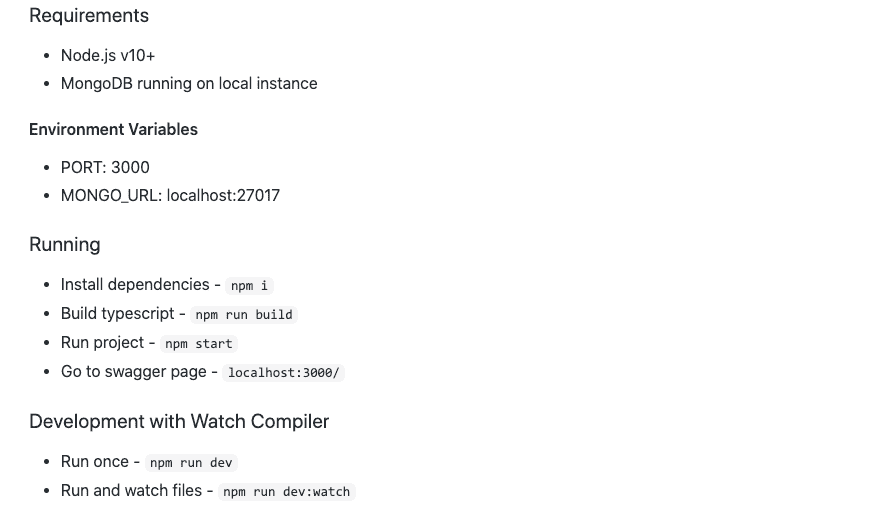 Requirements
• Node.js v10+
• MongoDB running on local instance
Environment Variables
• PORT: 3000
• MONGO_URL: localhost:27017
Running
• Install dependencies - npm i
• Build typescript - npm run build
• Run project - npm start
• Go to swagger page - localhost:3000/
Development with Watch Compiler
• Run once - npm run dev
• Run and watch files - npm run dev:watch